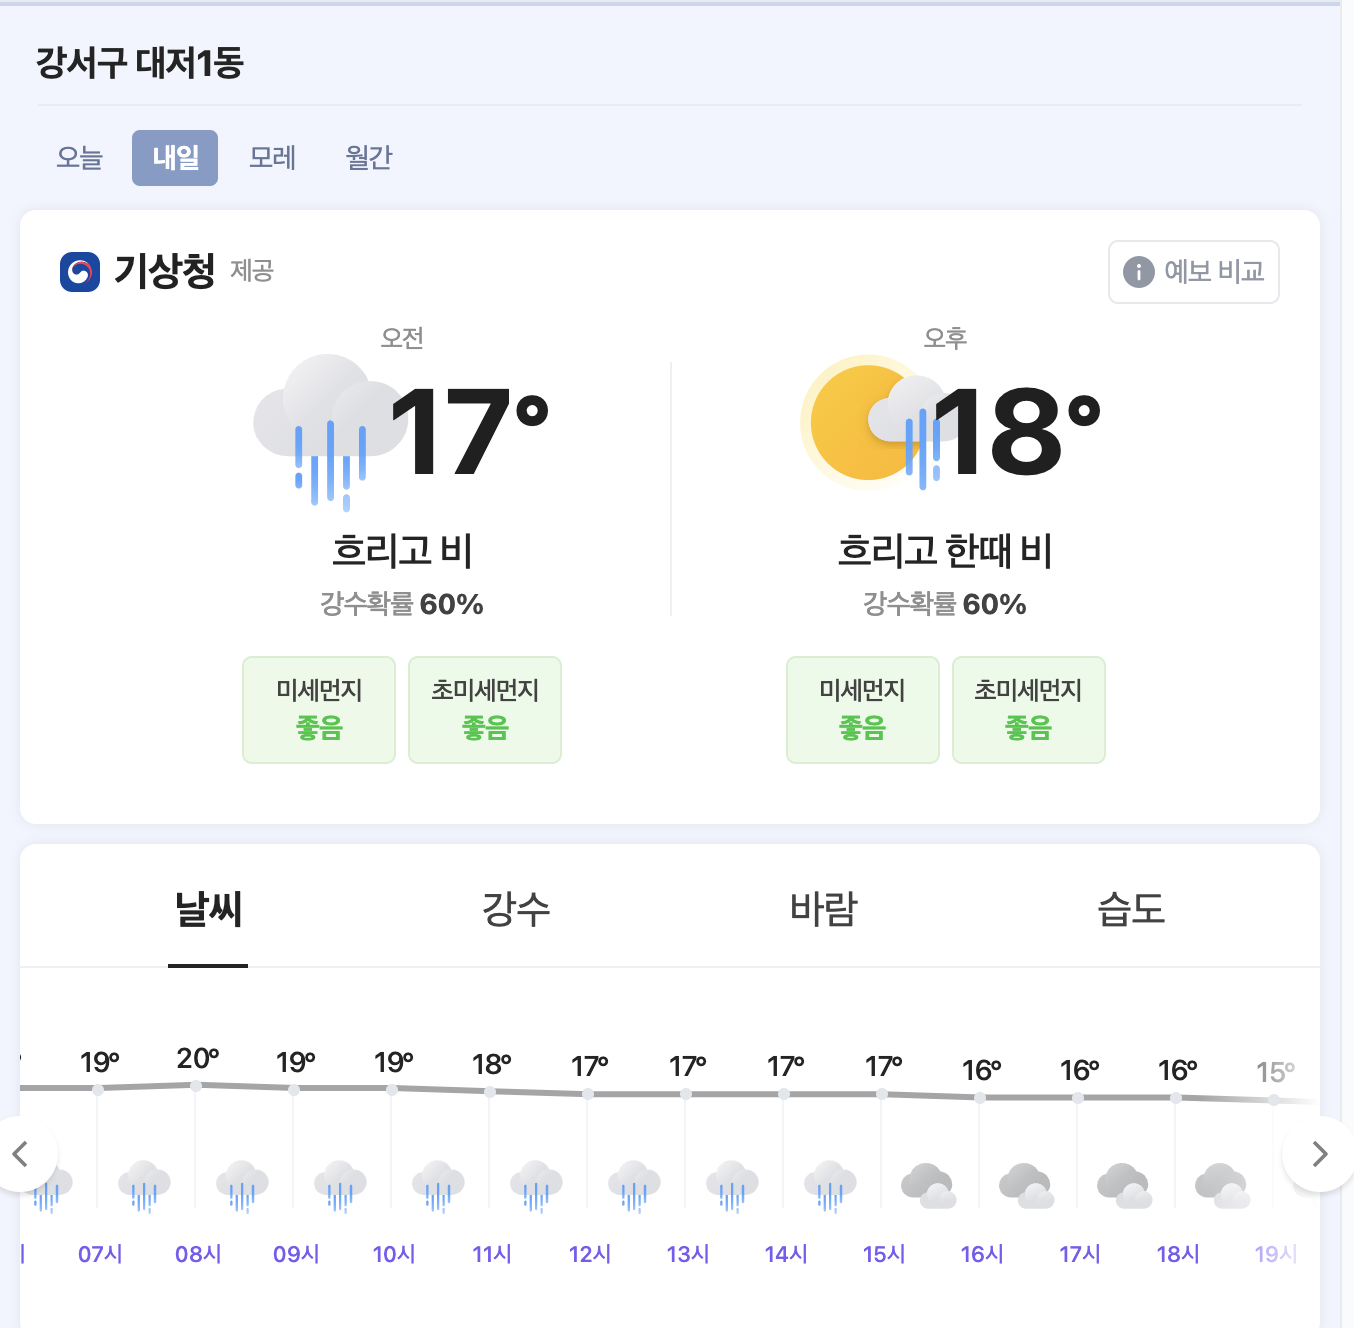 강서구 대저1동
오늘 내일 모레 월간
기상청 제공
예보 비교
오전
17°
흐리고 비
강수확률 60%
미세먼지 초미세먼지
좋음 좋음
오후
18°
흐리고 한때 비
강수확률 60%
미세먼지 초미세먼지
좋음 좋음
날씨 강수 바람 습도
19° 20° 19° 19° 18° 17° 17° 17° 17° 16° 16° 16° 15°
07시 08시 09시 10시 11시 12시 13시 14시 15시 16시 17시 18시 19시